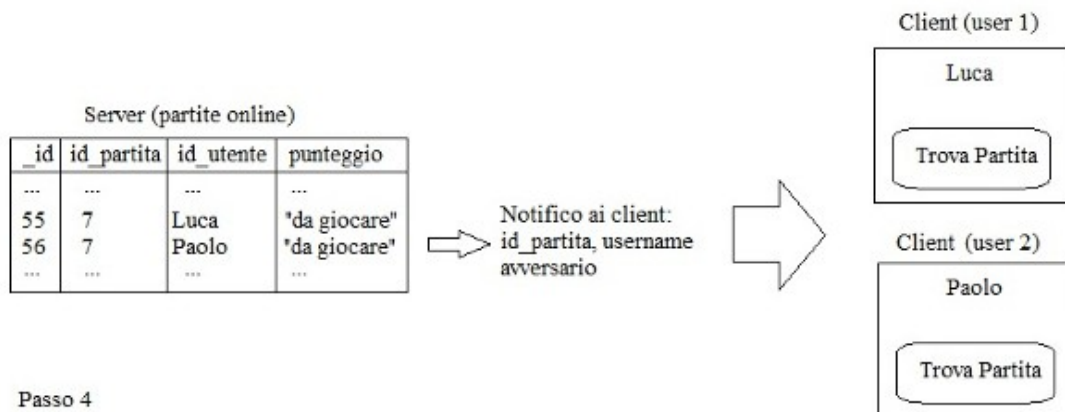 Server (partite online)
_id id_partita id_utente punteggio
... ... ... ...
55 7 Luca "da giocare"
56 7 Paolo "da giocare"
... ... ... ...
Notifico ai client:
id_partita, username
avversario
Client (user 1)
Luca
Trova Partita
Client (user 2)
Paolo
Trova Partita
Passo 4